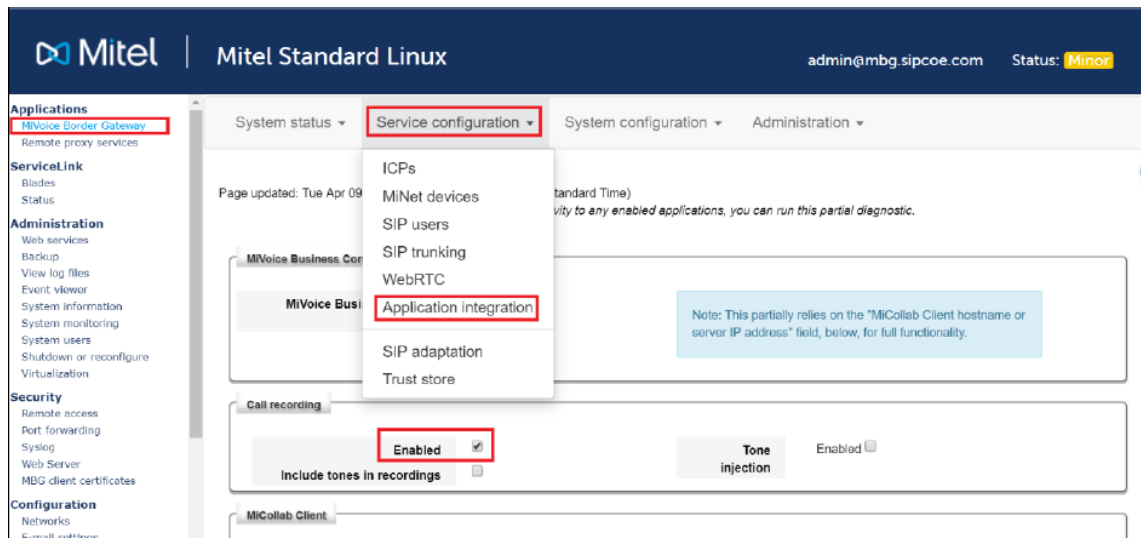 Mitel
Mitel Standard Linux
admin@mbg.sipcoe.com
Status: Minor
Applications
MiVoice Border Gateway
Remote proxy services
ServiceLink
Blades
Status
Administration
Web services
Backup
View log files
Event viewer
System information
System monitoring
System users
Shutdown or reconfigure
Virtualization
Security
Remote access
Port forwarding
Syslog
Web Server
MBG client certificates
Configuration
Networks
E-mail settings
System status
Service configuration
System configuration
Administration
ICPs
MiNet devices
SIP users
SIP trunking
WebRTC
Application integration
SIP adaptation
Trust store
Page updated: Tue Apr 09
tandard Time)
vity to any enabled applications, you can run this partial diagnostic.
MiVoice Business Con
MiVoice Busi
Note: This partially relies on the "MiCollab Client hostname or
server IP address" field, below, for full functionality.
Call recording
Enabled
Include tones in recordings
Tone
injection
Enabled
MiCollab Client